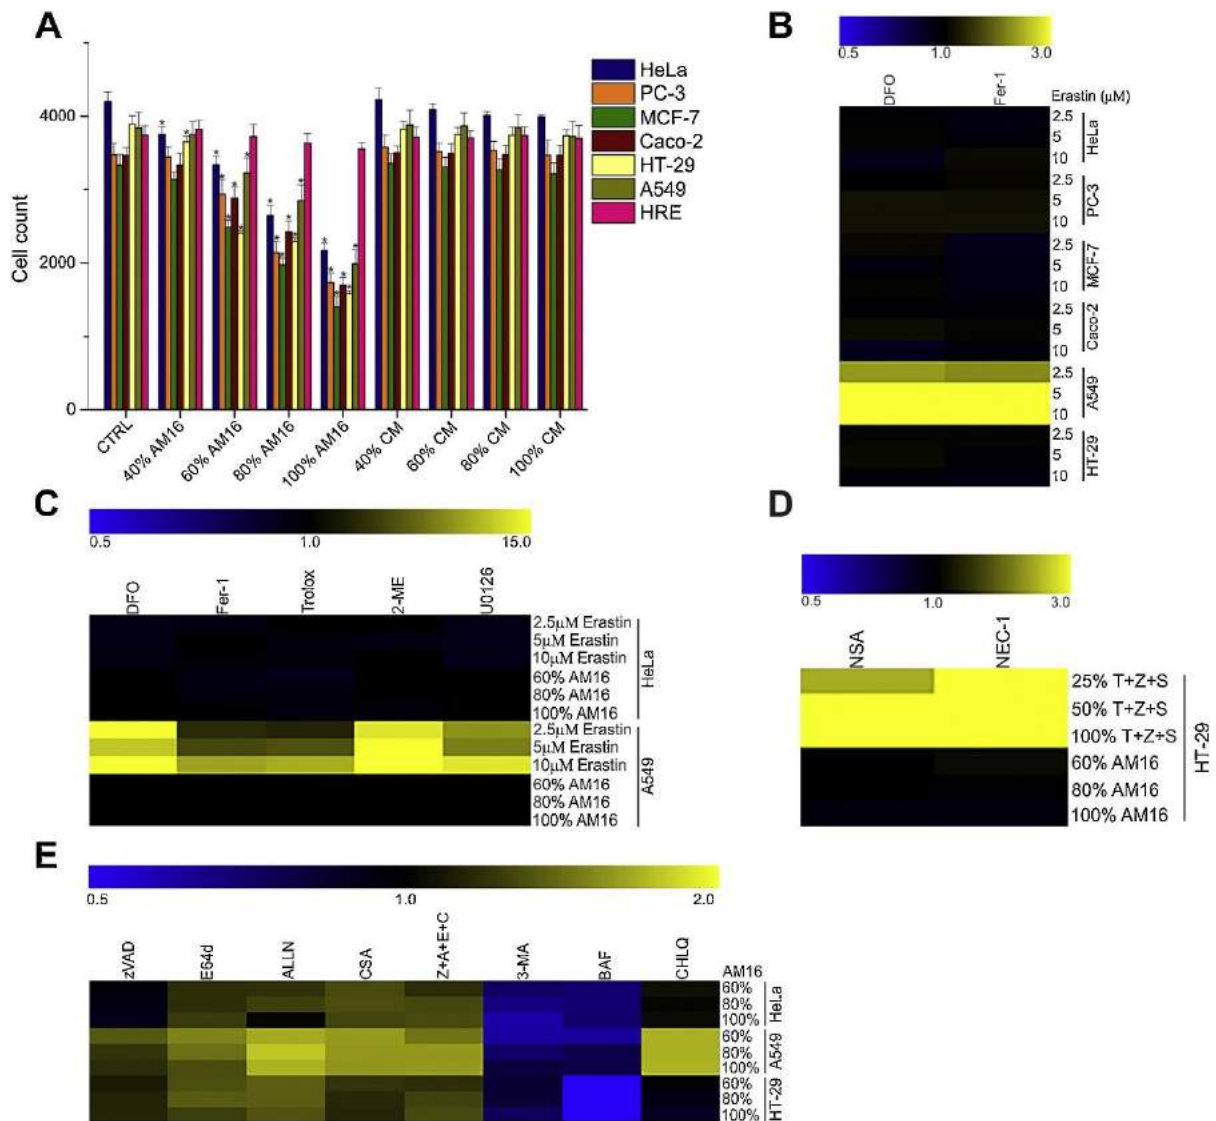 A
4000
2000
0
Cell count
HeLa
PC-3
MCF-7
Caco-2
HT-29
A549
HRE
CTRL
40% AM16
60% AM16
80% AM16
100% AM16
40% CM
60% CM
80% CM
100% CM
B
0.5 1.0 3.0
DFO Fer-1
Erastin (µM)
2.5
5
10
HeLa
2.5
5
10
PC-3
2.5
5
10
MCF-7
2.5
5
10
Caco-2
2.5
5
10
A549
2.5
5
10
HT-29
C
0.5 1.0 15.0
DFO Fer-1 Trolox 2-ME U0126
2.5µM Erastin
5µM Erastin
10µM Erastin
60% AM16
80% AM16
100% AM16
HeLa
2.5µM Erastin
5µM Erastin
10µM Erastin
60% AM16
80% AM16
100% AM16
A549
D
0.5 1.0 3.0
NSA NEC-1
25% T+Z+S
50% T+Z+S
100% T+Z+S
60% AM16
80% AM16
100% AM16
HT-29
E
0.5 1.0 2.0
zVAD E64d ALLN CSA Z+A+E+C 3-MA BAF CHLQ
AM16
60%
80%
100%
HeLa
60%
80%
100%
A549
60%
80%
100%
HT-29